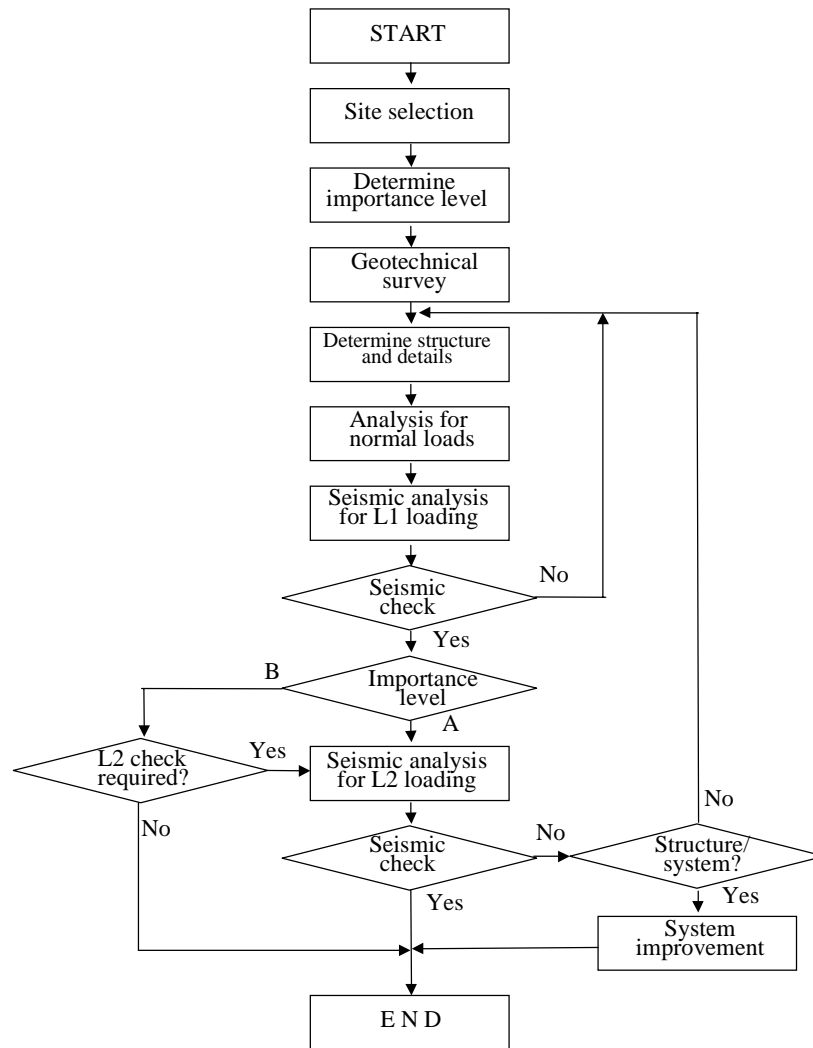 START
Site selection
Determine
importance level
Geotechnical
survey
Determine structure
and details
Analysis for
normal loads
Seismic analysis
for L1 loading
Seismic
check
No
Yes
Importance
level
B
A
L2 check
required?
Yes
Seismic analysis
for L2 loading
No
Seismic
check
No
Structure/
system?
No
Yes
Yes
System
improvement
E N D